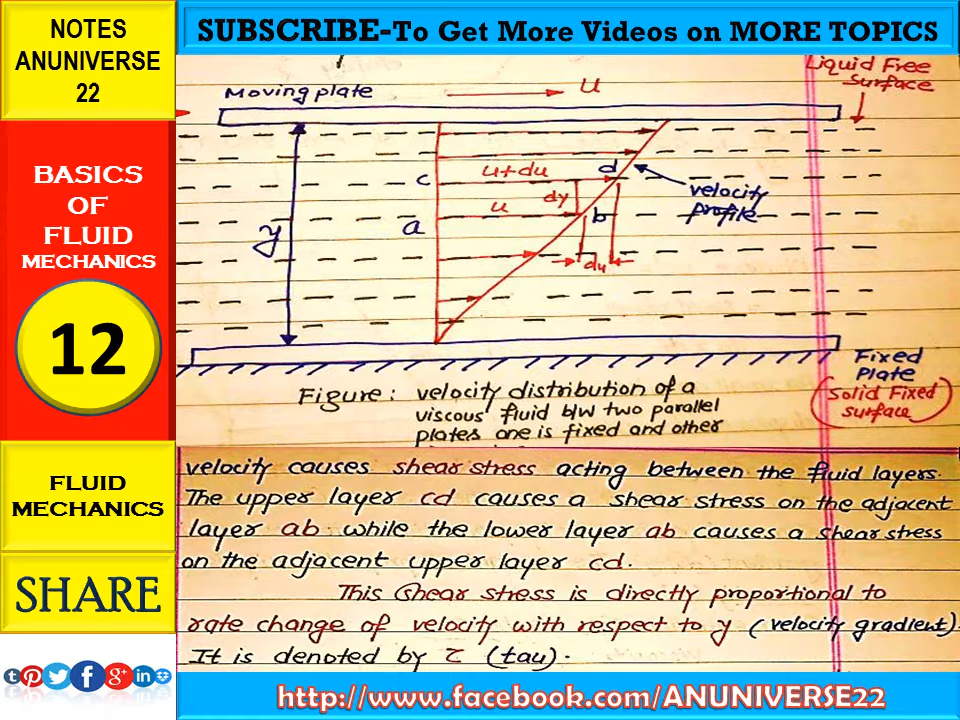 NOTES
ANUNIVERSE
22
SUBSCRIBE-To Get More Videos on MORE TOPICS
BASICS
OF
FLUID
MECHANICS
12
FLUID
MECHANICS
SHARE
Moving plate
u
Liquid Free
Surface
y
c
u+du
d
dy
velocity
profile
a
u
b
du
Fixed
Plate
(Solid Fixed
surface)
Figure: velocity distribution of a
viscous fluid b/w two parallel
plates one is fixed and other
velocity causes shear stress acting between the fluid layers.
The upper layer cd causes a shear stress on the adjacent
layer ab while the lower layer ab causes a shear stress
on the adjacent upper layer cd.
This shear stress is directly proportional to
rate change of velocity with respect to y (velocity gradient).
It is denoted by τ (tau).
http://www.facebook.com/ANUNIVERSE22